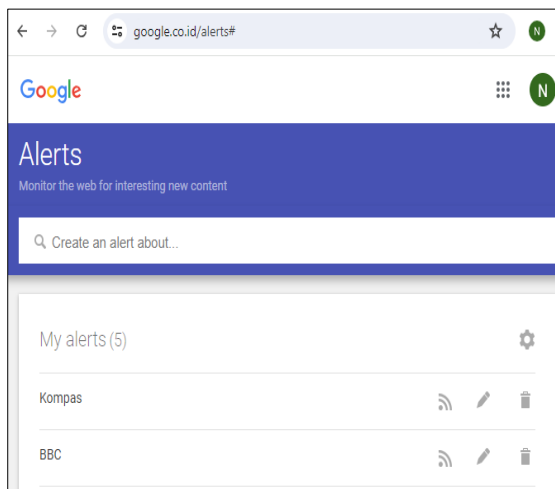 google.co.id/alerts#
N
Google
N
Alerts
Monitor the web for interesting new content
Create an alert about...
My alerts (5)
Kompas
BBC